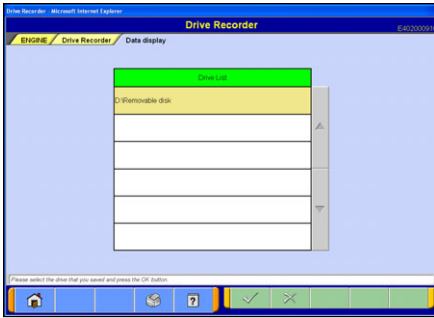 Drive Recorder - Microsoft Internet Explorer
Drive Recorder
E402000910
ENGINE
Drive Recorder
Data display
Drive List
D:\Removable disk
Please select the drive that you saved and press the OK button.
?